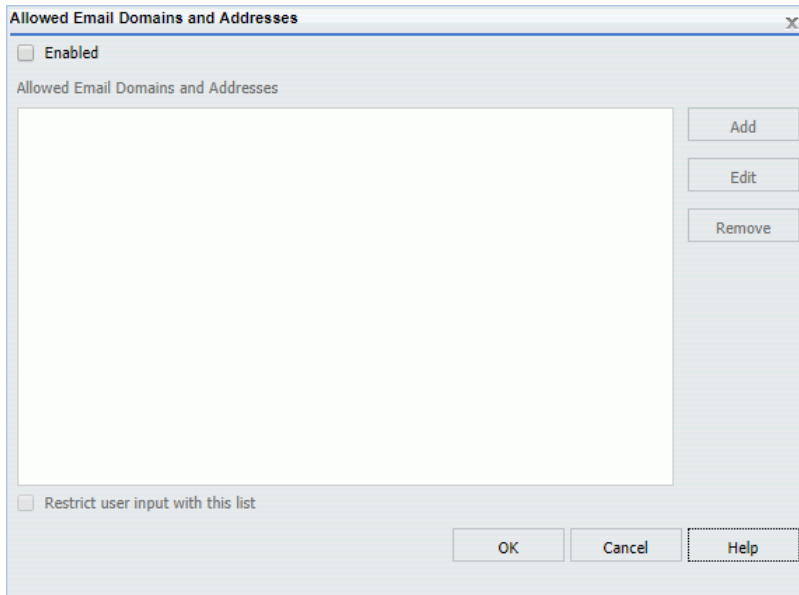 Allowed Email Domains and Addresses
x
Enabled
Allowed Email Domains and Addresses
Add
Edit
Remove
Restrict user input with this list
OK Cancel Help